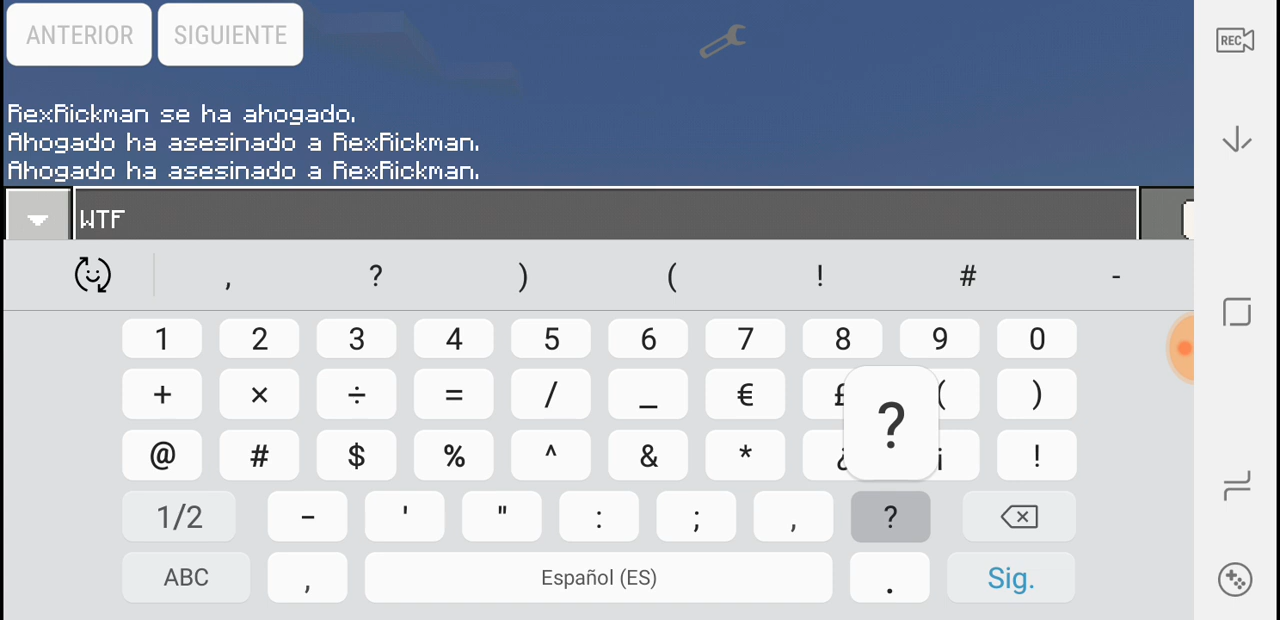 ANTERIOR SIGUIENTE
REC
RexRickman se ha ahogado.
Ahogado ha asesinado a RexRickman.
Ahogado ha asesinado a RexRickman.
WTF
, ? ) ( ! # -
1 2 3 4 5 6 7 8 9 0
+ × ÷ = / _ € £ ( )
@ # $ % ^ & * ¿ ¡ !
?
1/2 - ' " : ; , ?
ABC , Español (ES) . Sig.